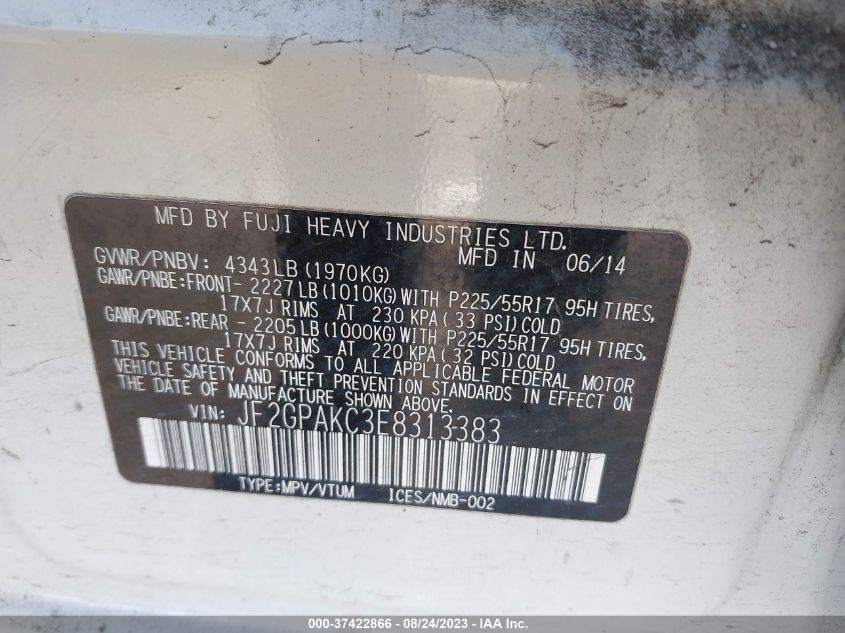 MFD BY FUJI HEAVY INDUSTRIES LTD.
GVWR/PNBV: 4343LB (1970KG) MFD IN 06/14
GAWR/PNBE:FRONT- 2227LB(1010KG)WITH P225/55R17 95H TIRES,
17X7J RIMS AT 230 KPA(33 PSI)COLD
GAWR/PNBE:REAR - 2205LB(1000KG)WITH P225/55R17 95H TIRES,
17X7J RIMS AT 220 KPA(32 PSI)COLD
THIS VEHICLE CONFORMS TO ALL APPLICABLE FEDERAL MOTOR
VEHICLE SAFETY AND THEFT PREVENTION STANDARDS IN EFFECT ON
THE DATE OF MANUFACTURE SHOWN ABOVE.
VIN: JF2GPAKC3E8313383
TYPE:MPV/VTUM ICES/NMB-002
000-37422866 - 08/24/2023 - IAA Inc.